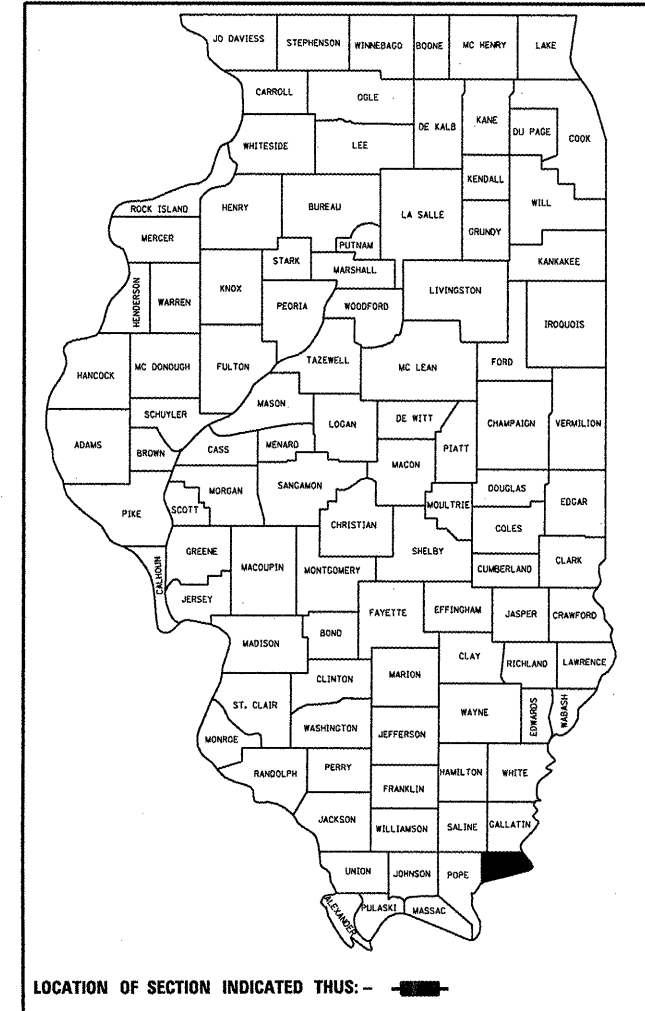 JO DAVIESS
STEPHENSON
WINNEBAGO
BOONE
MC HENRY
LAKE
CARROLL
OGLE
DE KALB
KANE
DU PAGE
COOK
WHITESIDE
LEE
KENDALL
WILL
ROCK ISLAND
HENRY
BUREAU
LA SALLE
GRUNDY
MERCER
PUTNAM
STARK
MARSHALL
KANKAKEE
HENDERSON
WARREN
KNOX
PEORIA
WOODFORD
LIVINGSTON
IROQUOIS
HANCOCK
MC DONOUGH
FULTON
TAZEWELL
MC LEAN
FORD
SCHUYLER
MASON
LOGAN
DE WITT
CHAMPAIGN
VERMILION
ADAMS
BROWN
CASS
MENARD
MACON
PIATT
PIKE
SCOTT
MORGAN
SANGAMON
CHRISTIAN
MOULTRIE
DOUGLAS
EDGAR
COLES
CALHOUN
GREENE
MACOUPIN
MONTGOMERY
SHELBY
CUMBERLAND
CLARK
JERSEY
FAYETTE
EFFINGHAM
JASPER
CRAWFORD
MADISON
BOND
CLAY
RICHLAND
LAWRENCE
CLINTON
MARION
ST. CLAIR
WAYNE
EDWARDS
WABASH
MONROE
WASHINGTON
JEFFERSON
RANDOLPH
PERRY
HAMILTON
WHITE
FRANKLIN
JACKSON
WILLIAMSON
SALINE
GALLATIN
UNION
JOHNSON
POPE
ALEXANDER
PULASKI
MASSAC
LOCATION OF SECTION INDICATED THUS: -